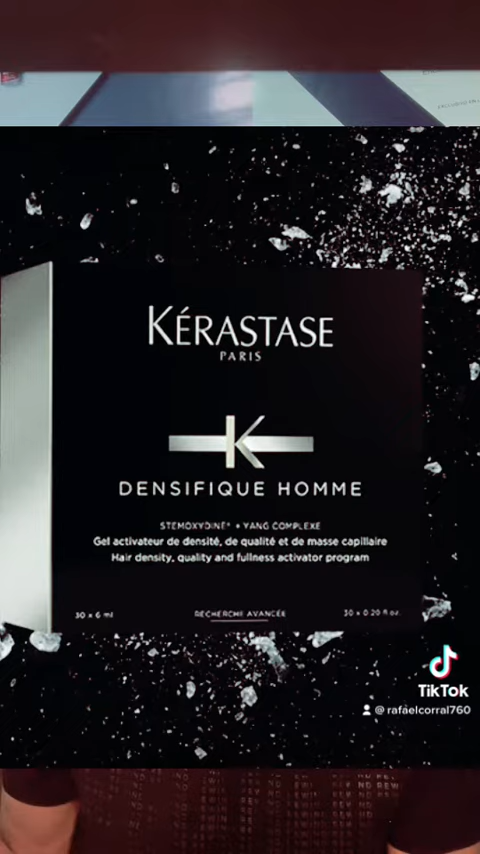 KÉRASTASE
PARIS
K
DENSIFIQUE HOMME
STEMOXYDINE® + YANG COMPLEXE
Gel activateur de densité, de qualité et de masse capillaire
Hair density, quality and fullness activator program
30 x 6 ml
RECHERCHE AVANCÉE
30 x 0.20 fl oz.
TikTok
@ rafaelcorral760